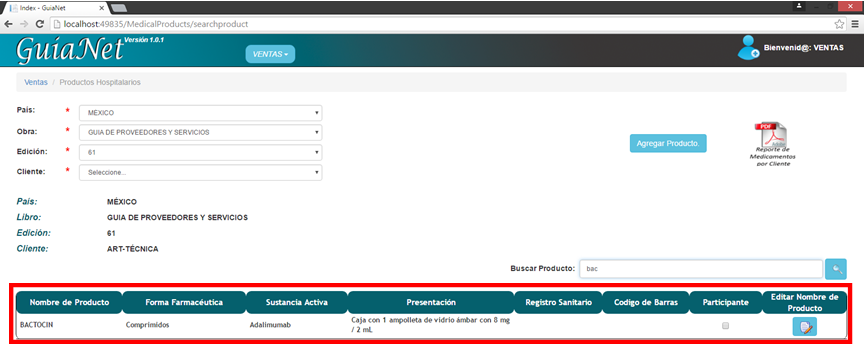 Index - GuiaNet
localhost:49835/MedicalProducts/searchproduct
GuíaNet Versión 1.0.1
VENTAS
Bienvenid@: VENTAS
Ventas / Productos Hospitalarios
País: * MÉXICO
Obra: * GUIA DE PROVEEDORES Y SERVICIOS
Edición: * 61
Cliente: * Seleccione...
Agregar Producto.
PDF
Adobe
Reporte de
Medicamentos
por Cliente
País: MÉXICO
Libro: GUIA DE PROVEEDORES Y SERVICIOS
Edición: 61
Cliente: ART-TÉCNICA
Buscar Producto: bac
Nombre de Producto Forma Farmacéutica Sustancia Activa Presentación Registro Sanitario Codigo de Barras Participante Editar Nombre de Producto
BACTOCIN Comprimidos Adalimumab Caja con 1 ampolleta de vidrio ámbar con 8 mg / 2 mL